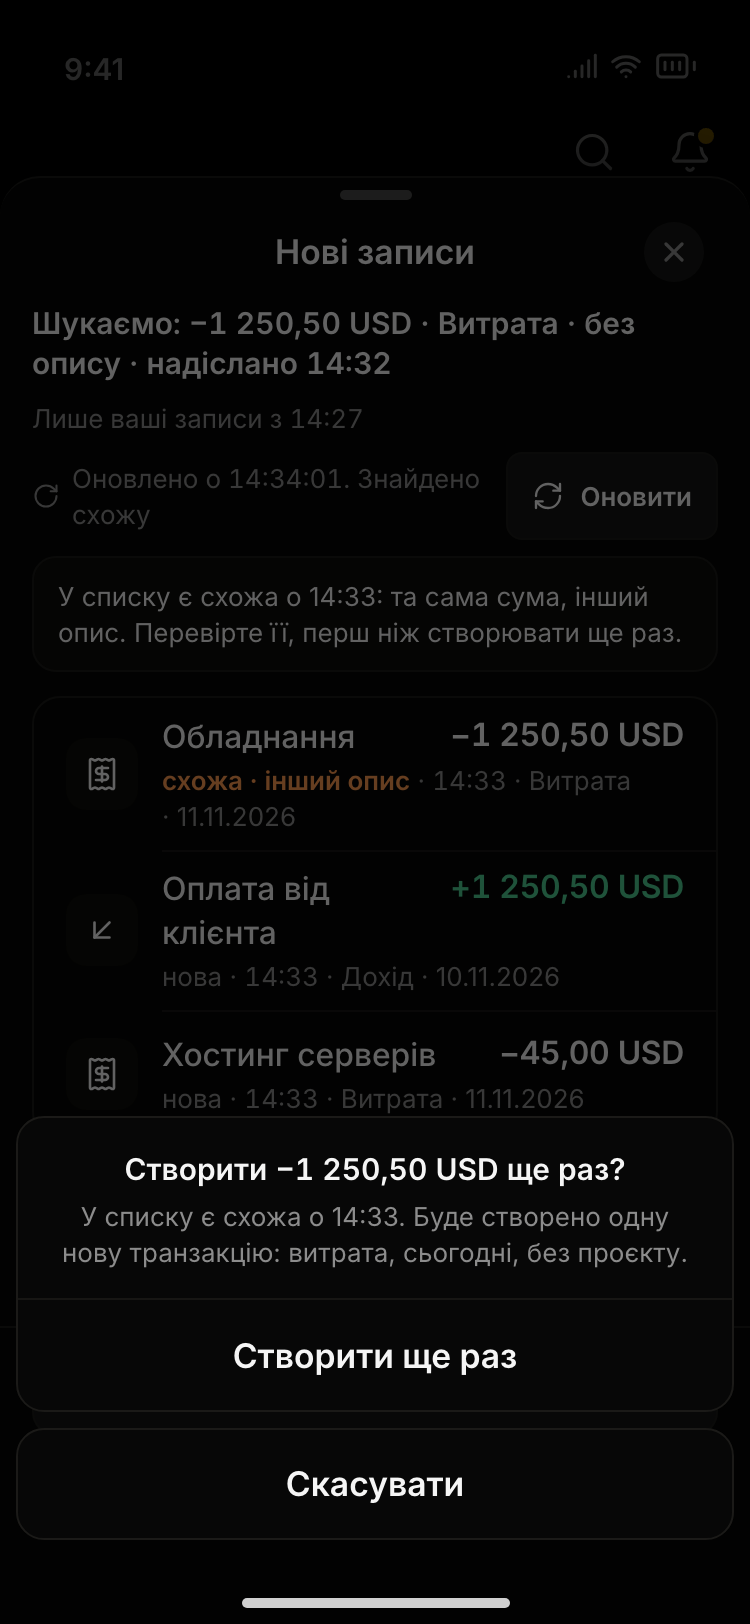 9:41
Нові записи
Шукаємо: −1 250,50 USD · Витрата · без
опису · надіслано 14:32
Лише ваші записи з 14:27
Оновлено о 14:34:01. Знайдено
схожу
Оновити
У списку є схожа о 14:33: та сама сума, інший
опис. Перевірте її, перш ніж створювати ще раз.
Обладнання −1 250,50 USD
схожа · інший опис · 14:33 · Витрата
· 11.11.2026
Оплата від +1 250,50 USD
клієнта
нова · 14:33 · Дохід · 10.11.2026
Хостинг серверів −45,00 USD
нова · 14:33 · Витрата · 11.11.2026
Створити −1 250,50 USD ще раз?
У списку є схожа о 14:33. Буде створено одну
нову транзакцію: витрата, сьогодні, без проєкту.
Створити ще раз
Скасувати